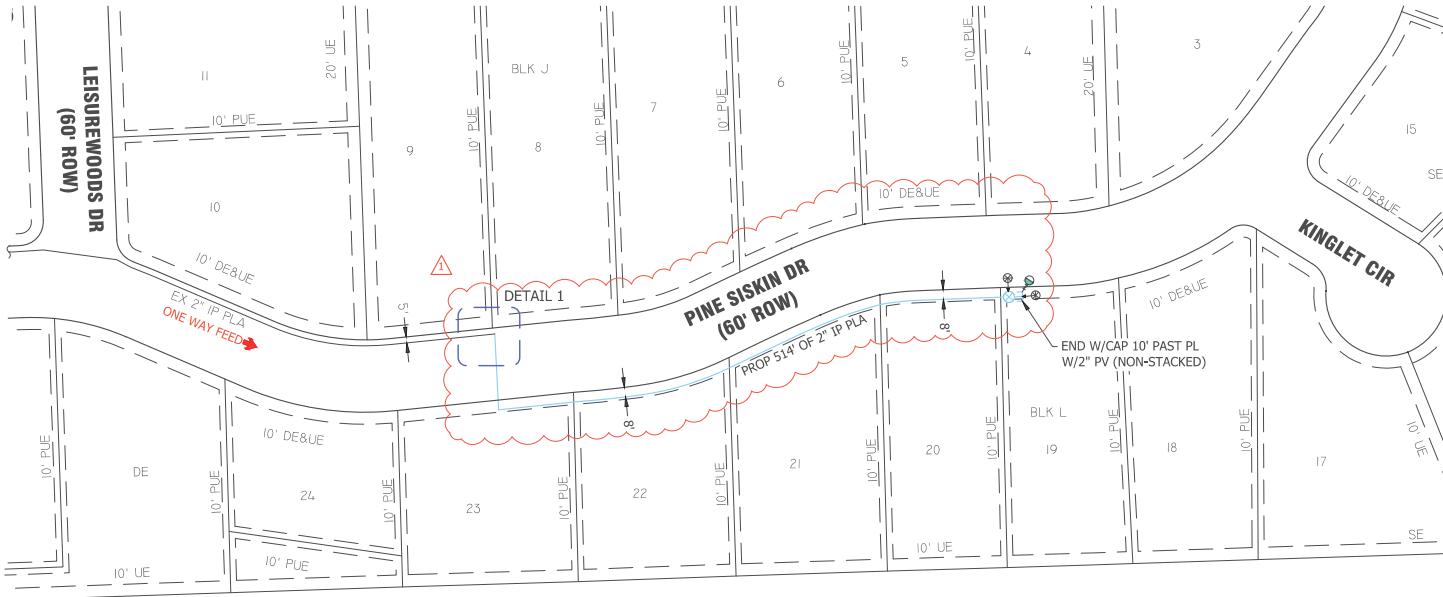 LEISUREWOODS DR
(60' ROW)
11
20' UE
10' PUE
10
10' DE&UE
EX 2" IP PLA
ONE WAY FEED
5'
9
10' PUE
BLK J
8
10' PUE
7
10' PUE
6
10' PUE
5
10' PUE
4
20' UE
3
15
SE
10' DE&UE
KINGLET CIR
10' DE&UE
1
DETAIL 1
PINE SISKIN DR
(60' ROW)
PROP 514' OF 2" IP PLA
8'
8'
END W/CAP 10' PAST PL
W/2" PV (NON-STACKED)
10' DE&UE
10' PUE
DE
10' PUE
10' UE
10' DE&UE
24
10' PUE
10' PUE
23
10' PUE
22
10' PUE
21
10' PUE
20
10' UE
10' PUE
BLK L
19
10' PUE
18
10' PUE
17
10' UE
SE